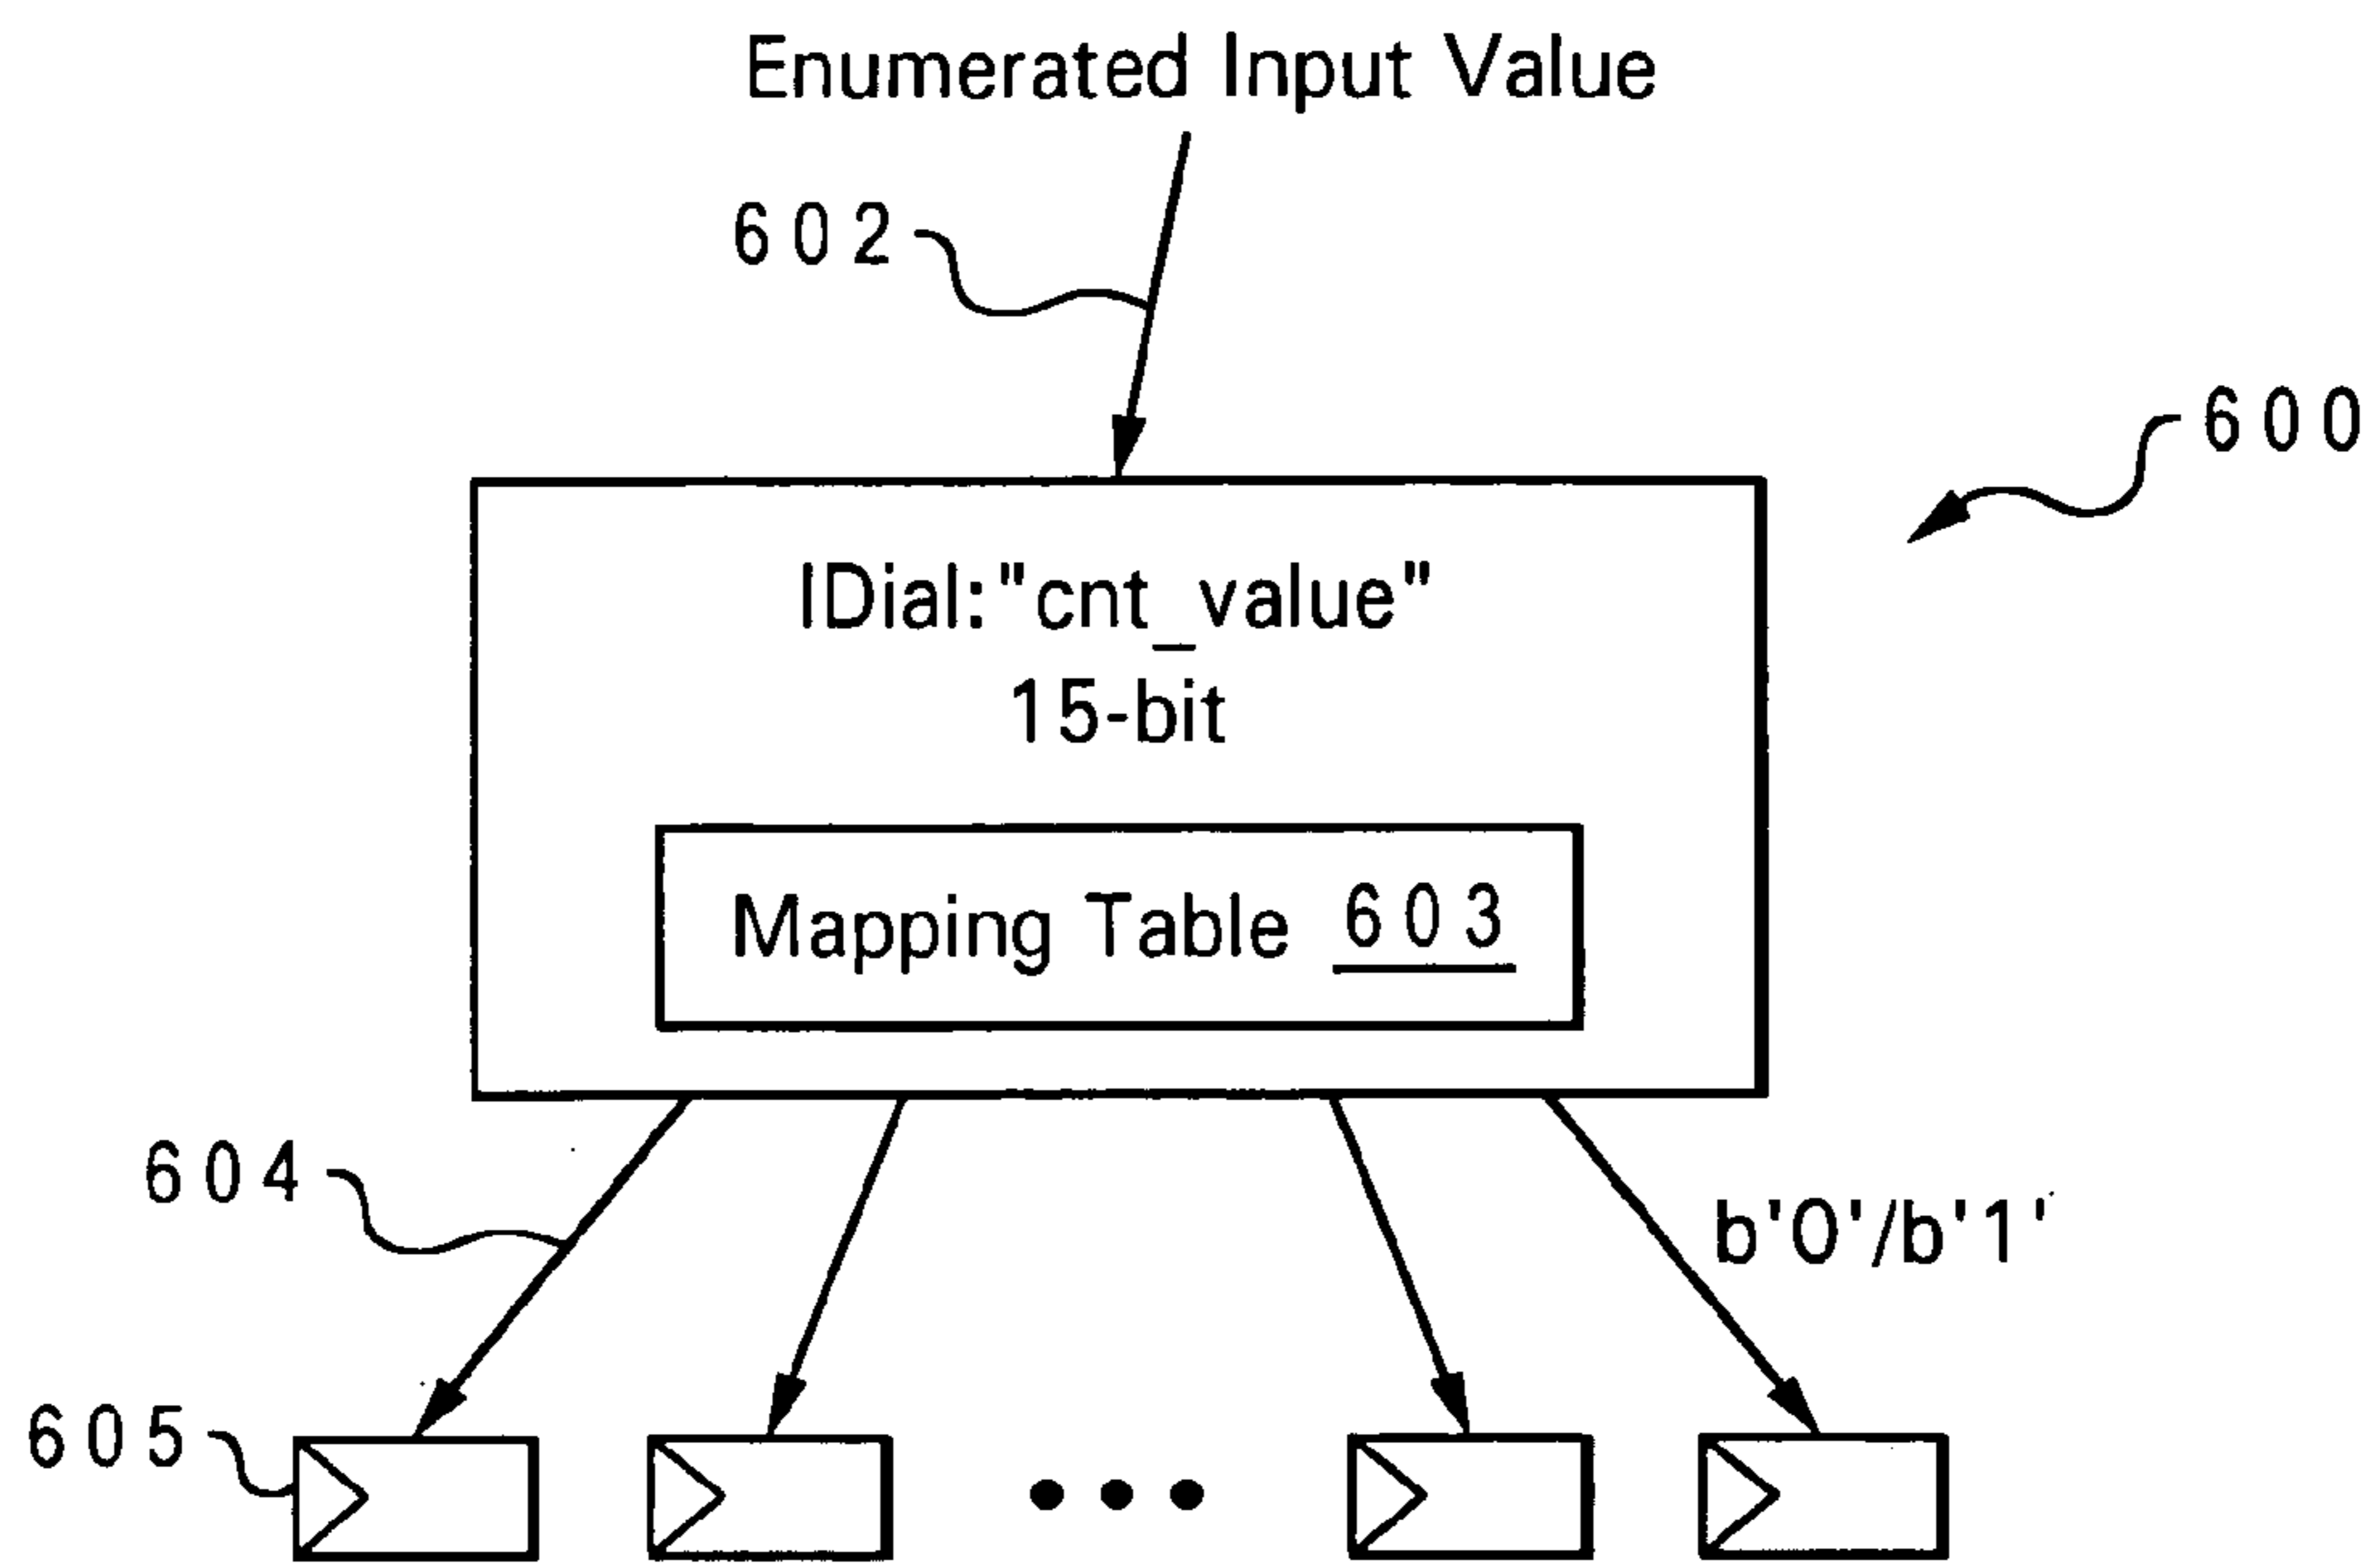 Enumerated Input Value
602
600
IDial:"cnt_value"
15-bit
Mapping Table 603
604
b'0'/b'1'
605